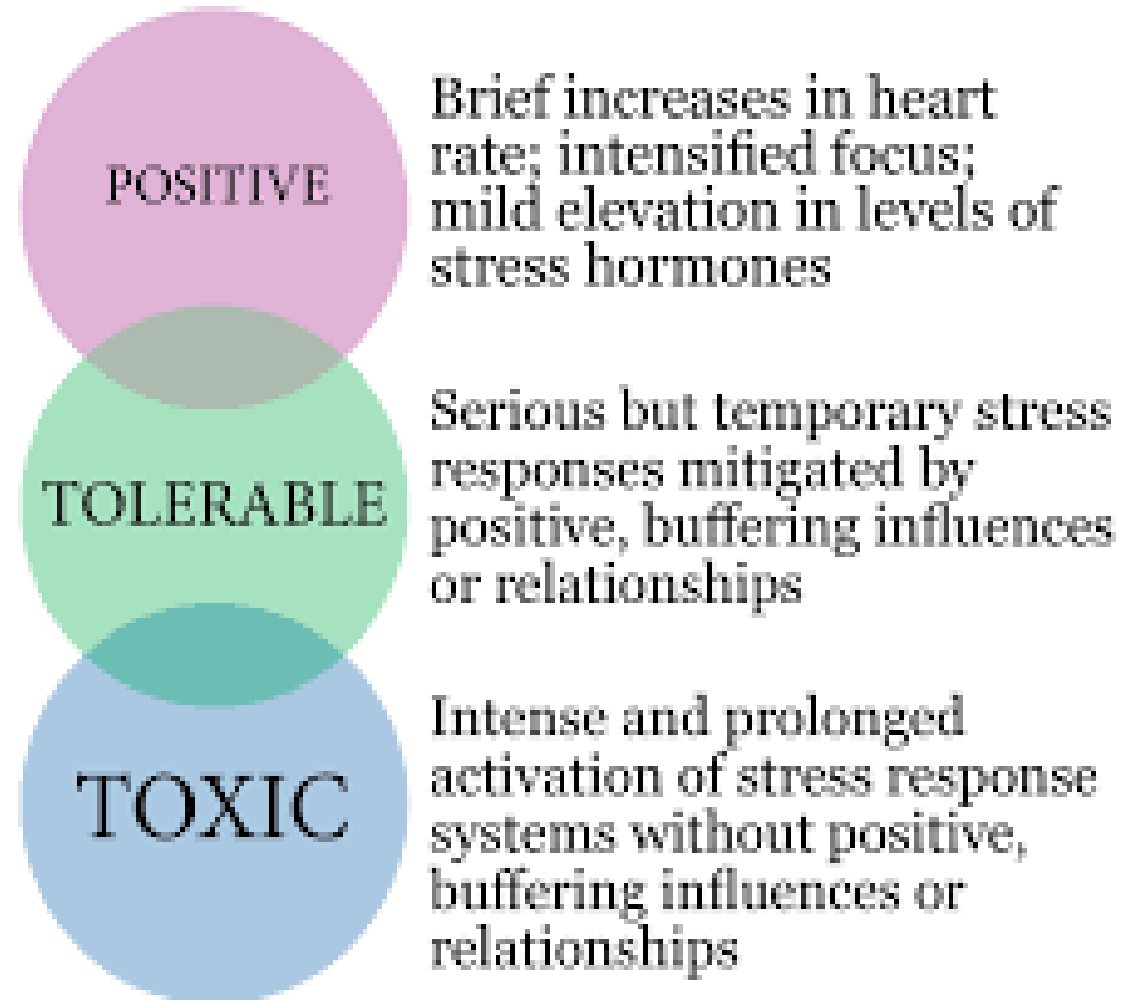 POSITIVE
Brief increases in heart
rate; intensified focus;
mild elevation in levels of
stress hormones
TOLERABLE
Serious but temporary stress
responses mitigated by
positive, buffering influences
or relationships
TOXIC
Intense and prolonged
activation of stress response
systems without positive,
buffering influences or
relationships